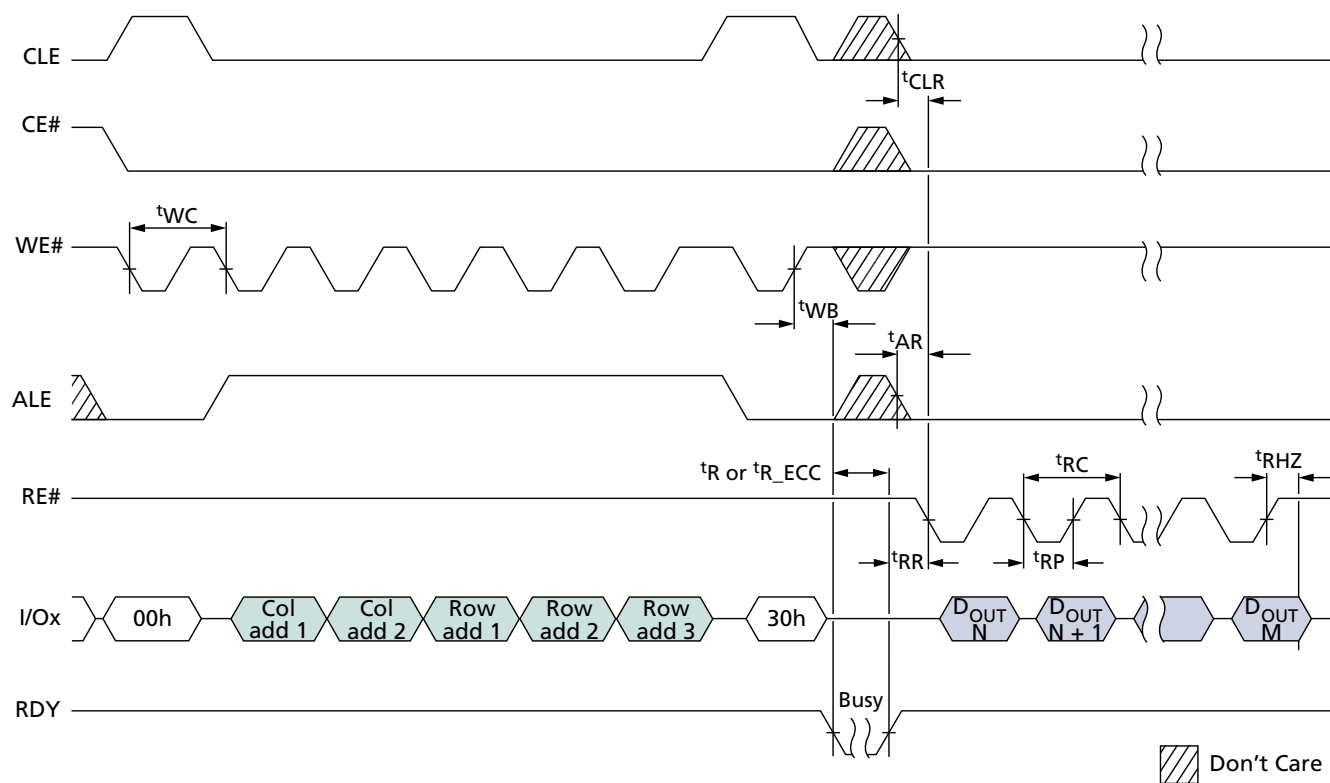 CLE
tCLR
CE#
tWC
WE#
tWB
tAR
ALE
tR or tR_ECC
tRC
tRHZ
RE#
tRR
tRP
I/Ox
00h
Col
add 1
Col
add 2
Row
add 1
Row
add 2
Row
add 3
30h
DOUT
N
DOUT
N + 1
DOUT
M
RDY
Busy
Don't Care